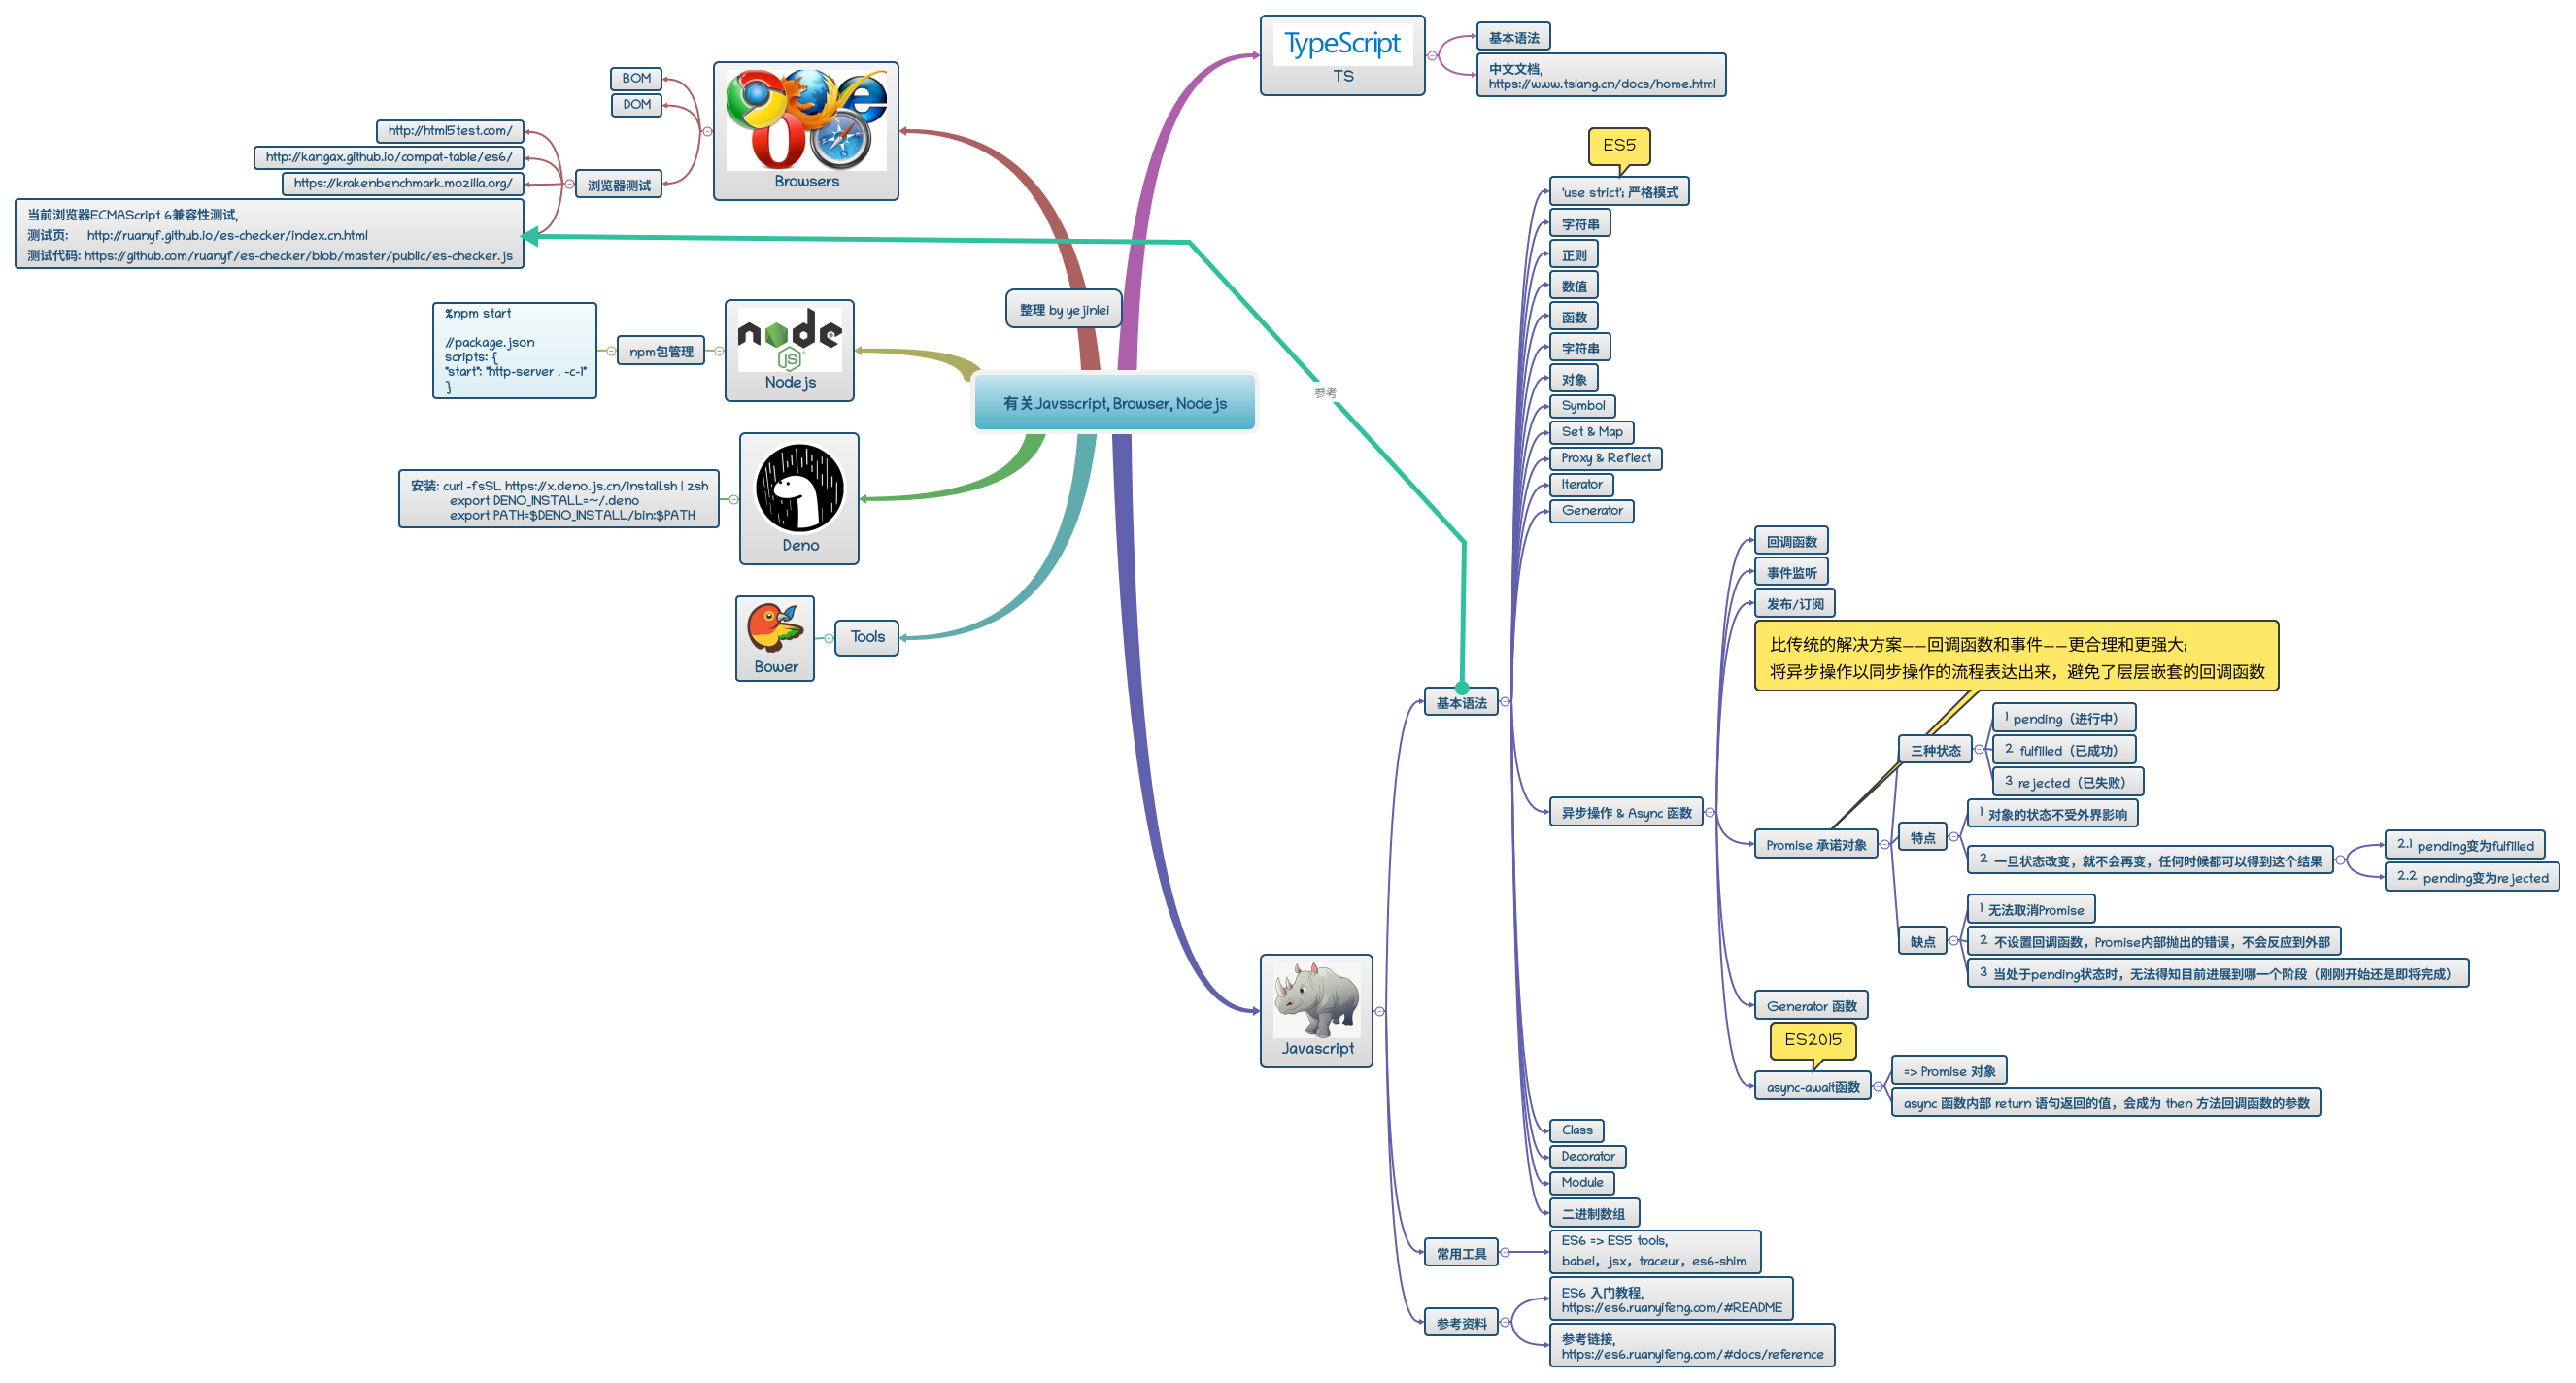 有关Javsscript, Browser, Nodejs
整理 by yejinlei
TypeScript
TS
基本语法
中文文档,
https://www.tslang.cn/docs/home.html
Browsers
BOM
DOM
浏览器测试
http://html5test.com/
http://kangax.github.io/compat-table/es6/
https://krakenbenchmark.mozilla.org/
当前浏览器ECMAScript 6兼容性测试,
测试页: http://ruanyf.github.io/es-checker/index.cn.html
测试代码: https://github.com/ruanyf/es-checker/blob/master/public/es-checker.js
node
JS
Nodejs
npm包管理
%npm start
//package.json
scripts: {
"start": "http-server . -c-1"
}
Deno
安装: curl -fsSL https://x.deno.js.cn/install.sh | zsh
export DENO_INSTALL=~/.deno
export PATH=$DENO_INSTALL/bin:$PATH
Tools
Bower
参考
Javascript
基本语法
ES5
'use strict'; 严格模式
字符串
正则
数值
函数
字符串
对象
Symbol
Set & Map
Proxy & Reflect
Iterator
Generator
异步操作 & Async 函数
回调函数
事件监听
发布/订阅
比传统的解决方案——回调函数和事件——更合理和更强大;
将异步操作以同步操作的流程表达出来，避免了层层嵌套的回调函数
Promise 承诺对象
三种状态
1 pending（进行中）
2 fulfilled（已成功）
3 rejected（已失败）
特点
1 对象的状态不受外界影响
2 一旦状态改变，就不会再变，任何时候都可以得到这个结果
2.1 pending变为fulfilled
2.2 pending变为rejected
缺点
1 无法取消Promise
2 不设置回调函数，Promise内部抛出的错误，不会反应到外部
3 当处于pending状态时，无法得知目前进展到哪一个阶段（刚刚开始还是即将完成）
Generator 函数
ES2015
async-await函数
=> Promise 对象
async 函数内部 return 语句返回的值，会成为 then 方法回调函数的参数
Class
Decorator
Module
二进制数组
常用工具
ES6 => ES5 tools,
babel，jsx，traceur，es6-shim
参考资料
ES6 入门教程,
https://es6.ruanyifeng.com/#README
参考链接,
https://es6.ruanyifeng.com/#docs/reference